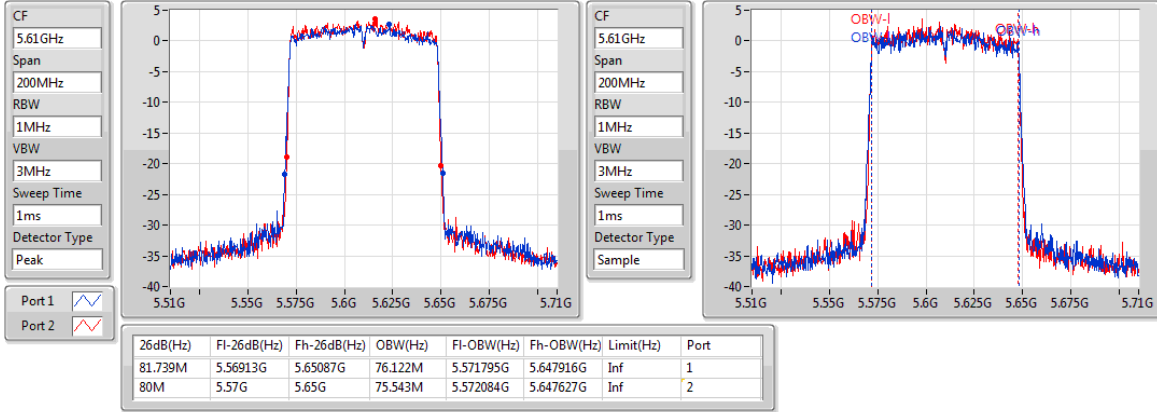 CF
5.61GHz
Span
200MHz
RBW
1MHz
VBW
3MHz
Sweep Time
1ms
Detector Type
Peak
Port 1
Port 2
5
0
-5
-10
-15
-20
-25
-30
-35
-40
5.51G 5.55G 5.575G 5.6G 5.625G 5.65G 5.675G 5.71G
CF
5.61GHz
Span
200MHz
RBW
1MHz
VBW
3MHz
Sweep Time
1ms
Detector Type
Sample
5
0
-5
-10
-15
-20
-25
-30
-35
-40
OBW-l
OBW-h
5.51G 5.55G 5.575G 5.6G 5.625G 5.65G 5.675G 5.71G
26dB(Hz) Fl-26dB(Hz) Fh-26dB(Hz) OBW(Hz) Fl-OBW(Hz) Fh-OBW(Hz) Limit(Hz) Port
81.739M 5.56913G 5.65087G 76.122M 5.571795G 5.647916G Inf 1
80M 5.57G 5.65G 75.543M 5.572084G 5.647627G Inf 2